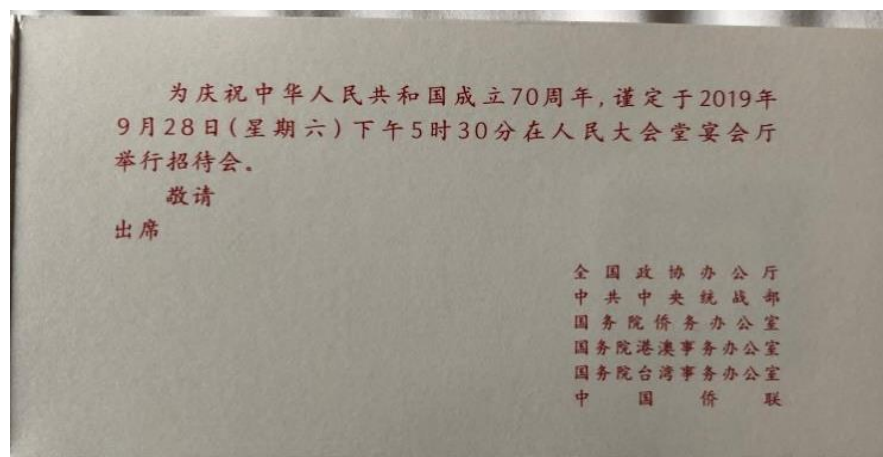 为庆祝中华人民共和国成立70周年,谨定于2019年
9月28日(星期六)下午5时30分在人民大会堂宴会厅
举行招待会。
敬请
出席
全国政协办公厅
中共中央统战部
国务院侨务办公室
国务院港澳事务办公室
国务院台湾事务办公室
中国侨联